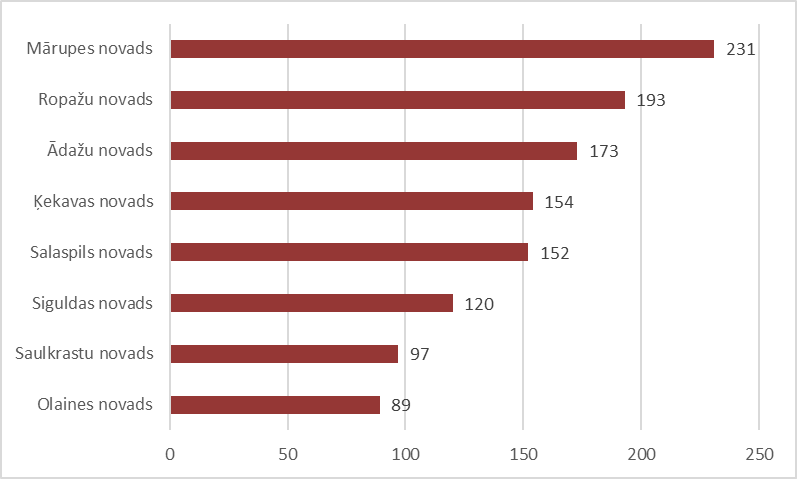 Mārupes novads 231
Ropažu novads 193
Ādažu novads 173
Ķekavas novads 154
Salaspils novads 152
Siguldas novads 120
Saulkrastu novads 97
Olaines novads 89
0 50 100 150 200 250